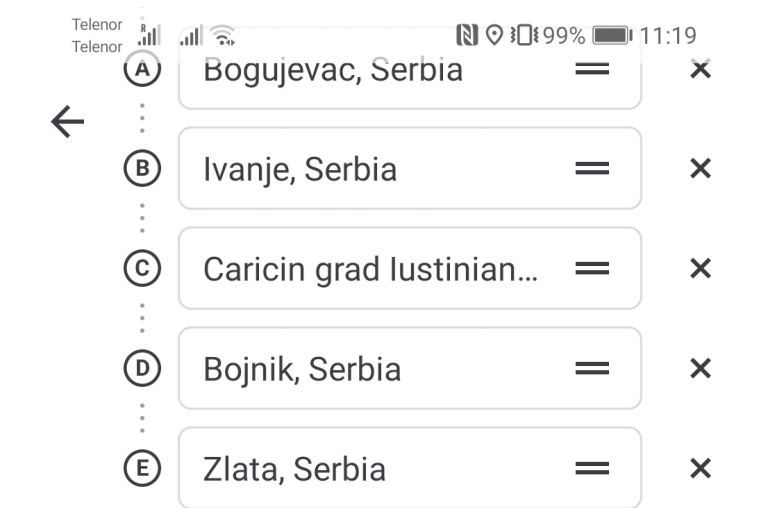 Telenor
Telenor
R
99%
11:19
A
Bogujevac, Serbia
B
Ivanje, Serbia
C
Caricin grad Iustinian...
D
Bojnik, Serbia
E
Zlata, Serbia